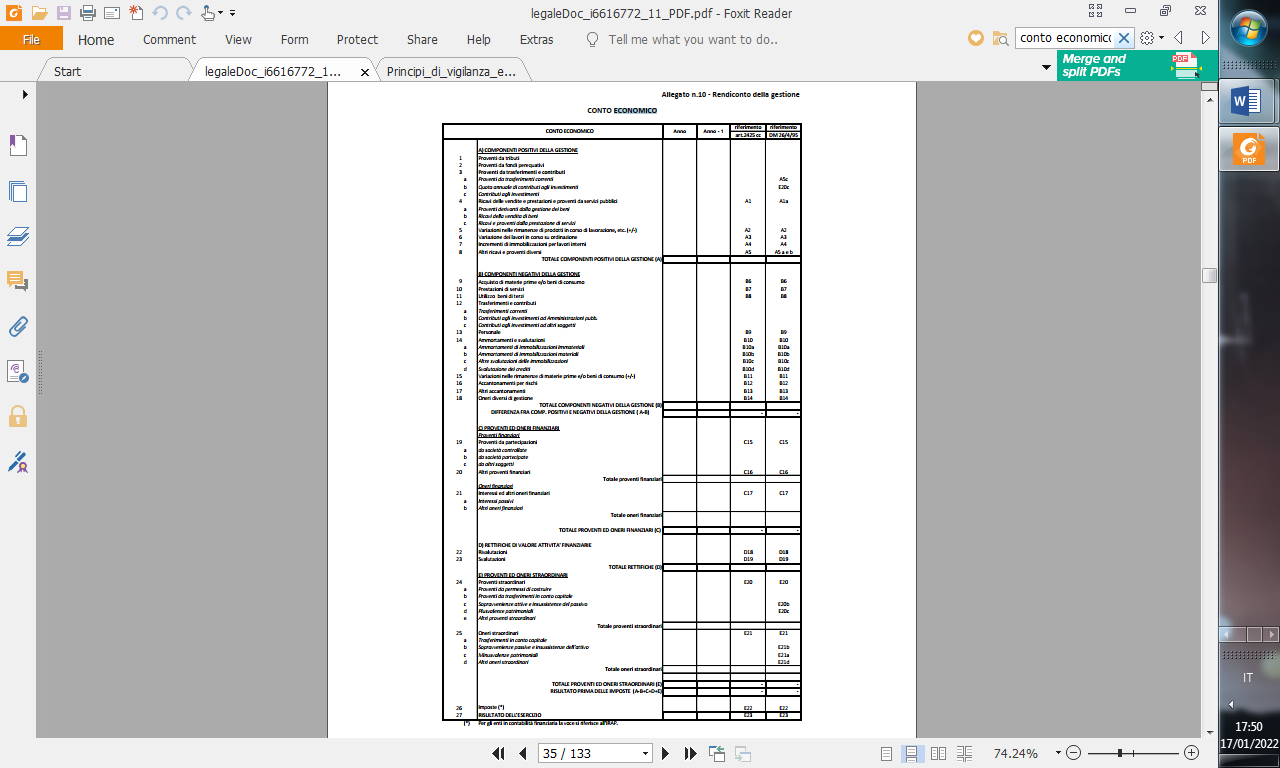 legaleDoc_i6616772_11_PDF.pdf - Foxit Reader
File Home Comment View Form Protect Share Help Extras Tell me what you want to do.. conto economico
Start legaleDoc_i6616772_1... Principi_di_vigilanza_e... Merge and split PDFs
Allegato n.10 - Rendiconto della gestione
CONTO ECONOMICO
CONTO ECONOMICO Anno Anno - 1 riferimento art.2425 cc riferimento DM 26/4/95
A) COMPONENTI POSITIVI DELLA GESTIONE
1 Proventi da tributi
2 Proventi da fondi perequativi
3 Proventi da trasferimenti e contributi
a Proventi da trasferimenti correnti A5c
b Quota annuale di contributi agli investimenti E20c
c Contributi agli investimenti
4 Ricavi delle vendite e prestazioni e proventi da servizi pubblici A1 A1a
a Proventi derivanti dalla gestione dei beni
b Ricavi della vendita di beni
c Ricavi e proventi dalla prestazione di servizi
5 Variazioni nelle rimanenze di prodotti in corso di lavorazione, etc. (+/-) A2 A2
6 Variazione dei lavori in corso su ordinazione A3 A3
7 Incrementi di immobilizzazioni per lavori interni A4 A4
8 Altri ricavi e proventi diversi A5 A5 a e b
TOTALE COMPONENTI POSITIVI DELLA GESTIONE (A)
B) COMPONENTI NEGATIVI DELLA GESTIONE
9 Acquisto di materie prime e/o beni di consumo B6 B6
10 Prestazioni di servizi B7 B7
11 Utilizzo beni di terzi B8 B8
12 Trasferimenti e contributi
a Trasferimenti correnti
b Contributi agli investimenti ad Amministrazioni pubb.
c Contributi agli investimenti ad altri soggetti
13 Personale B9 B9
14 Ammortamenti e svalutazioni B10 B10
a Ammortamenti di immobilizzazioni Immateriali B10a B10a
b Ammortamenti di immobilizzazioni materiali B10b B10b
c Altre svalutazioni delle immobilizzazioni B10c B10c
d Svalutazione dei crediti B10d B10d
15 Variazioni nelle rimanenze di materie prime e/o beni di consumo (+/-) B11 B11
16 Accantonamenti per rischi B12 B12
17 Altri accantonamenti B13 B13
18 Oneri diversi di gestione B14 B14
TOTALE COMPONENTI NEGATIVI DELLA GESTIONE (B)
DIFFERENZA FRA COMP. POSITIVI E NEGATIVI DELLA GESTIONE ( A-B) - -
C) PROVENTI ED ONERI FINANZIARI
Proventi finanziari
19 Proventi da partecipazioni C15 C15
a da società controllate
b da società partecipate
c da altri soggetti
20 Altri proventi finanziari C16 C16
Totale proventi finanziari
Oneri finanziari
21 Interessi ed altri oneri finanziari C17 C17
a Interessi passivi
b Altri oneri finanziari
Totale oneri finanziari
TOTALE PROVENTI ED ONERI FINANZIARI (C) - -
D) RETTIFICHE DI VALORE ATTIVITA' FINANZIARIE
22 Rivalutazioni D18 D18
23 Svalutazioni D19 D19
TOTALE RETTIFICHE (D)
E) PROVENTI ED ONERI STRAORDINARI
24 Proventi straordinari E20 E20
a Proventi da permessi di costruire
b Proventi da trasferimenti in conto capitale
c Sopravvenienze attive e insussistenze del passivo E20b
d Plusvalenze patrimoniali E20c
e Altri proventi straordinari
Totale proventi straordinari
25 Oneri straordinari E21 E21
a Trasferimenti in conto capitale
b Sopravvenienze passive e insussistenze dell'attivo E21b
c Minusvalenze patrimoniali E21a
d Altri oneri straordinari E21d
Totale oneri straordinari
TOTALE PROVENTI ED ONERI STRAORDINARI (E) - -
RISULTATO PRIMA DELLE IMPOSTE (A-B+C+D+E) - -
26 Imposte (*) E22 E22
27 RISULTATO DELL'ESERCIZIO E23 E23
(*) Per gli enti in contabilità finanziaria la voce si riferisce all'IRAP.
35 / 133 74.24%
IT
17:50
17/01/2022